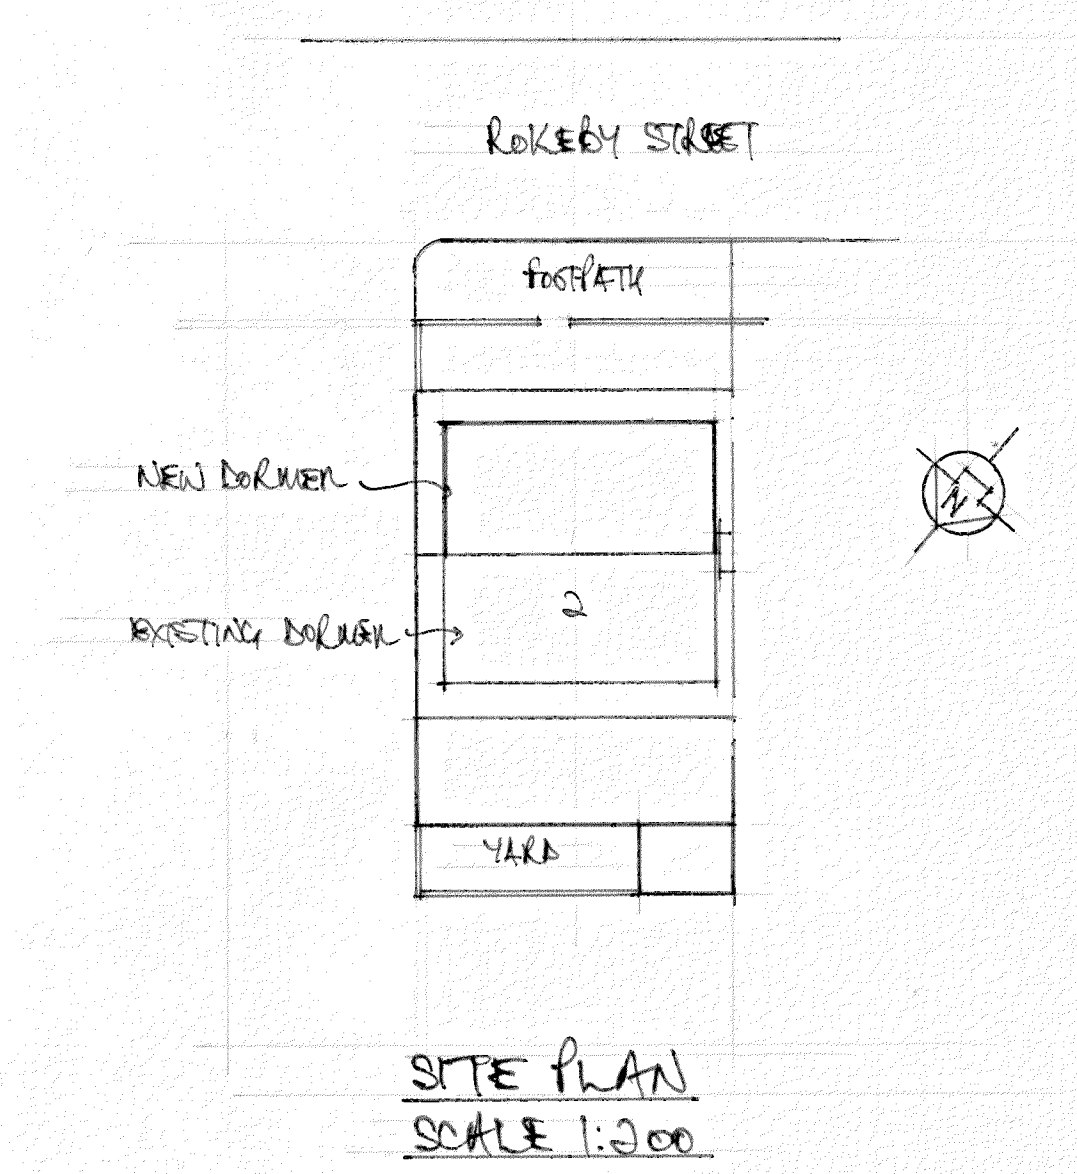 ROKEBY STREET
FOOTPATH
NEW DORMER
N
2
EXISTING DORMER
YARD
SITE PLAN
SCALE 1:200